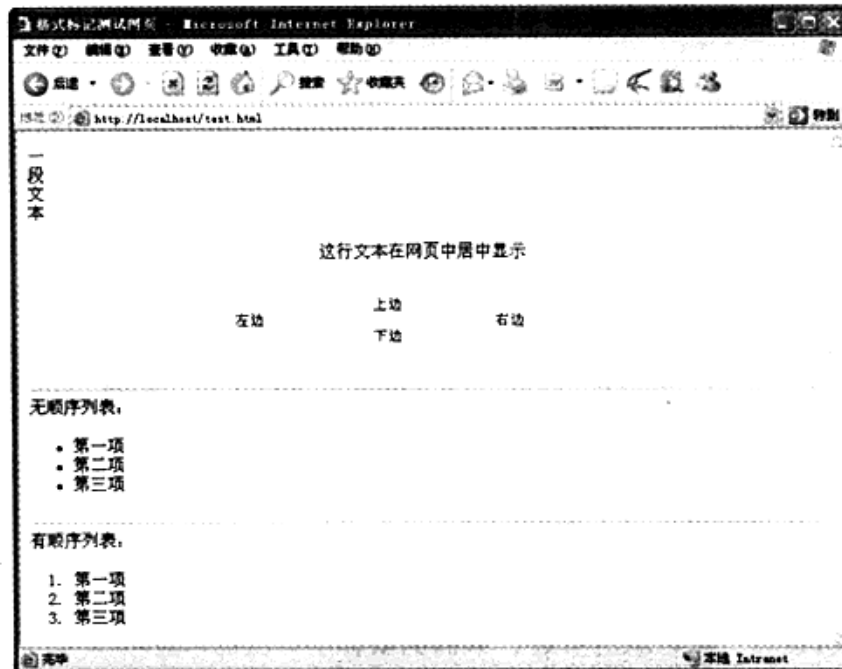 格式标记测试网页 - Microsoft Internet Explorer
文件(F) 编辑(E) 查看(V) 收藏(A) 工具(T) 帮助(H)
后退 搜索 收藏夹
地址(D) http://localhost/test.html 转到
一
段
文
本
这行文本在网页中居中显示
上边
左边 右边
下边
无顺序列表:
• 第一项
• 第二项
• 第三项
有顺序列表:
1. 第一项
2. 第二项
3. 第三项
完毕 本地 Intranet